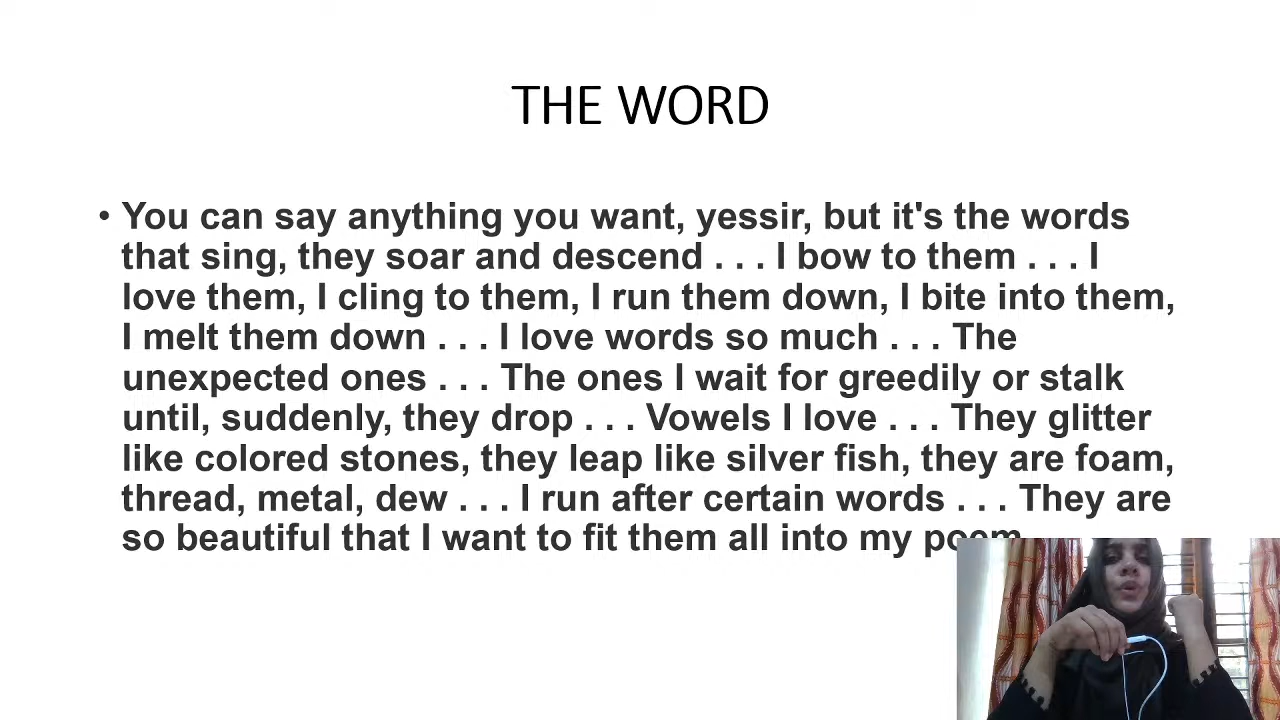 THE WORD
• You can say anything you want, yessir, but it's the words
that sing, they soar and descend . . . I bow to them . . . I
love them, I cling to them, I run them down, I bite into them,
I melt them down . . . I love words so much . . . The
unexpected ones . . . The ones I wait for greedily or stalk
until, suddenly, they drop . . . Vowels I love . . . They glitter
like colored stones, they leap like silver fish, they are foam,
thread, metal, dew . . . I run after certain words . . . They are
so beautiful that I want to fit them all into my poem